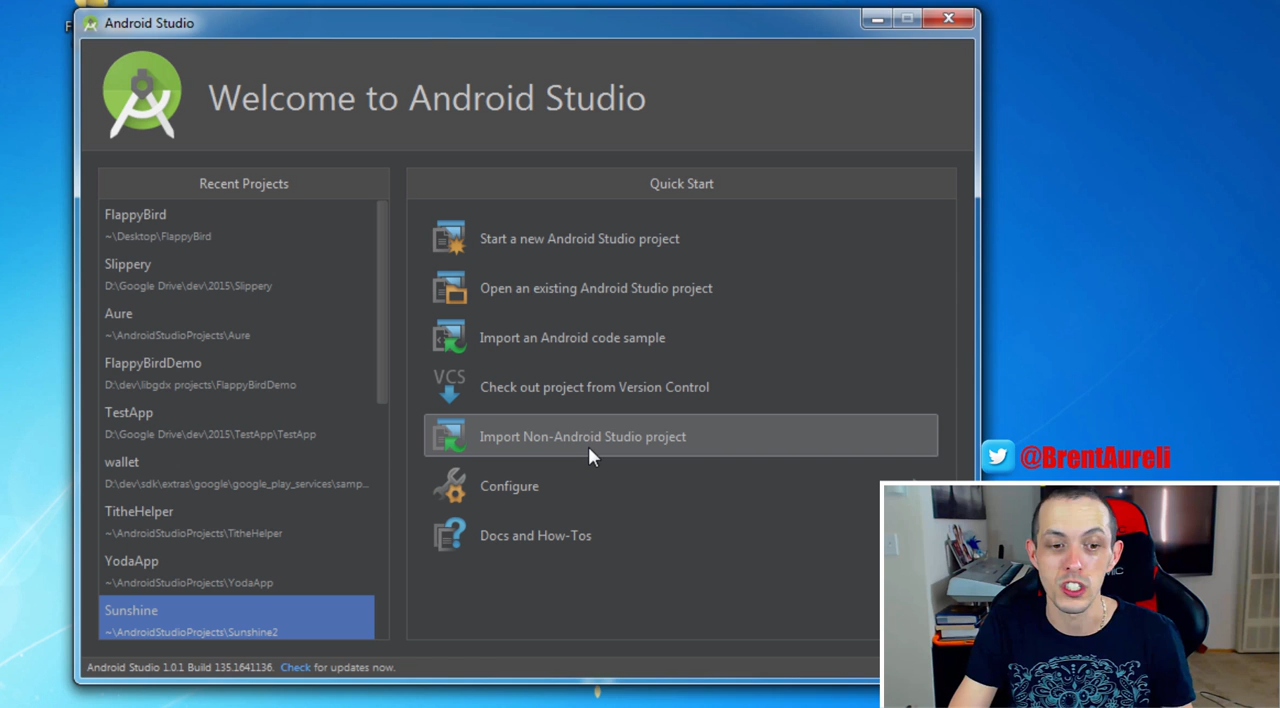 Android Studio
Welcome to Android Studio
Recent Projects
FlappyBird
~\Desktop\FlappyBird
Slippery
D:\Google Drive\dev\2015\Slippery
Aure
~\AndroidStudioProjects\Aure
FlappyBirdDemo
D:\dev\libgdx projects\FlappyBirdDemo
TestApp
D:\Google Drive\dev\2015\TestApp\TestApp
wallet
D:\dev\sdk\extras\google\google_play_services\samp...
TitheHelper
~\AndroidStudioProjects\TitheHelper
YodaApp
~\AndroidStudioProjects\YodaApp
Sunshine
~\AndroidStudioProjects\Sunshine2
Quick Start
Start a new Android Studio project
Open an existing Android Studio project
Import an Android code sample
VCS
Check out project from Version Control
Import Non-Android Studio project
Configure
Docs and How-Tos
Android Studio 1.0.1 Build 135.1641136. Check for updates now.
@BrentAureli